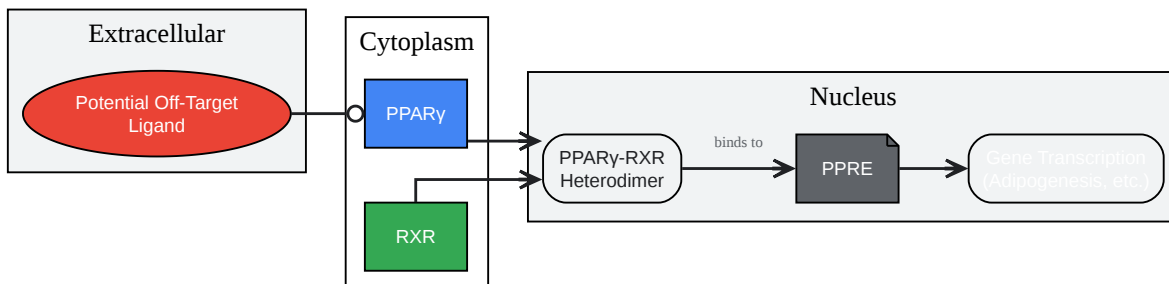 Extracellular
Potential Off-Target
Ligand
Cytoplasm
PPARγ
RXR
Nucleus
PPARγ-RXR
Heterodimer
binds to
PPRE
Gene Transcription
(Adipogenesis, etc.)